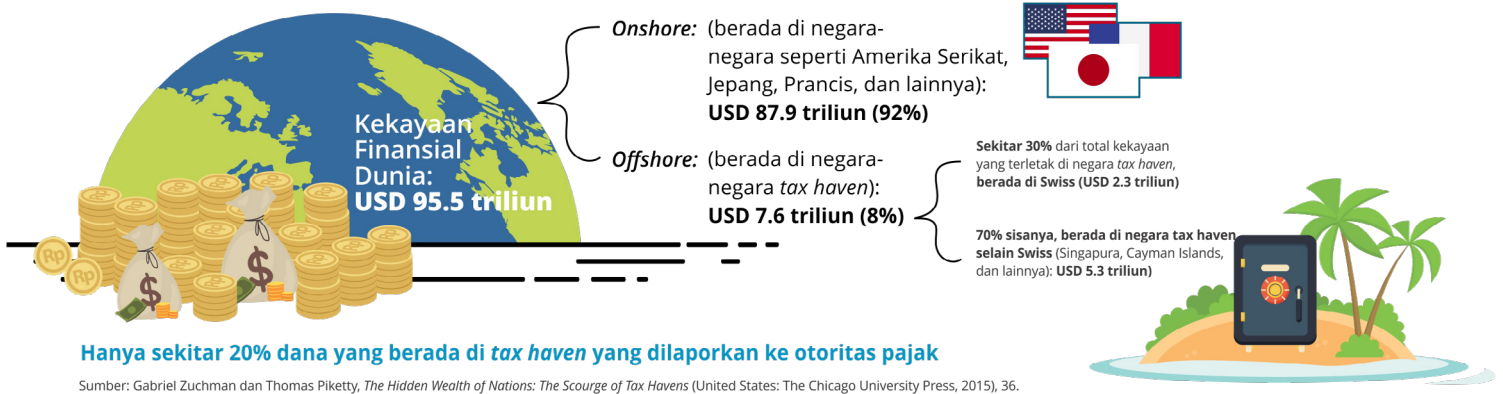 Kekayaan
Finansial
Dunia:
USD 95.5 triliun
Onshore: (berada di negara-
negara seperti Amerika Serikat,
Jepang, Prancis, dan lainnya):
USD 87.9 triliun (92%)
Offshore: (berada di negara-
negara tax haven):
USD 7.6 triliun (8%)
Sekitar 30% dari total kekayaan
yang terletak di negara tax haven,
berada di Swiss (USD 2.3 triliun)
70% sisanya, berada di negara tax haven
selain Swiss (Singapura, Cayman Islands,
dan lainnya): USD 5.3 triliun)
Rp
Rp
$
$
Hanya sekitar 20% dana yang berada di tax haven yang dilaporkan ke otoritas pajak
Sumber: Gabriel Zuchman dan Thomas Piketty, The Hidden Wealth of Nations: The Scourge of Tax Havens (United States: The Chicago University Press, 2015), 36.